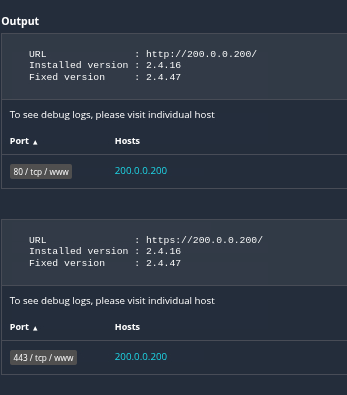 Output
URL : http://200.0.0.200/
Installed version : 2.4.16
Fixed version : 2.4.47
To see debug logs, please visit individual host
Port ▲ Hosts
80 / tcp / www 200.0.0.200
URL : https://200.0.0.200/
Installed version : 2.4.16
Fixed version : 2.4.47
To see debug logs, please visit individual host
Port ▲ Hosts
443 / tcp / www 200.0.0.200